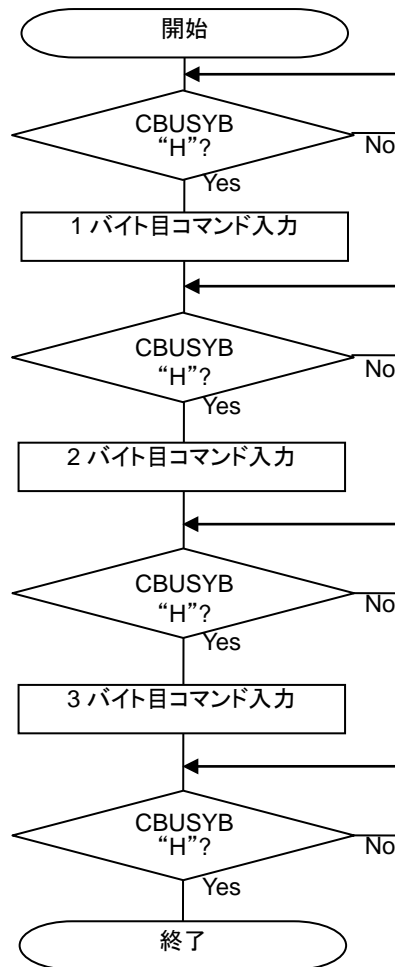 開始
CBUSYB
“H”?
No
Yes
1 バイト目コマンド入力
CBUSYB
“H”?
No
Yes
2 バイト目コマンド入力
CBUSYB
“H”?
No
Yes
3 バイト目コマンド入力
CBUSYB
“H”?
No
Yes
終了